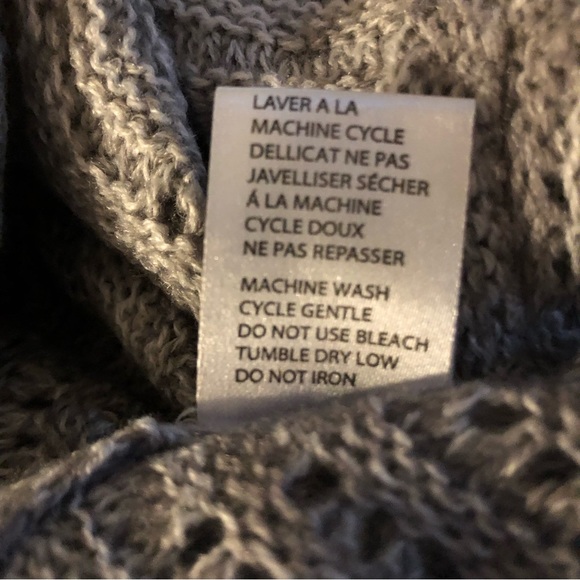 LAVER A LA
MACHINE CYCLE
DELLICAT NE PAS
JAVELLISER SÉCHER
Á LA MACHINE
CYCLE DOUX
NE PAS REPASSER
MACHINE WASH
CYCLE GENTLE
DO NOT USE BLEACH
TUMBLE DRY LOW
DO NOT IRON